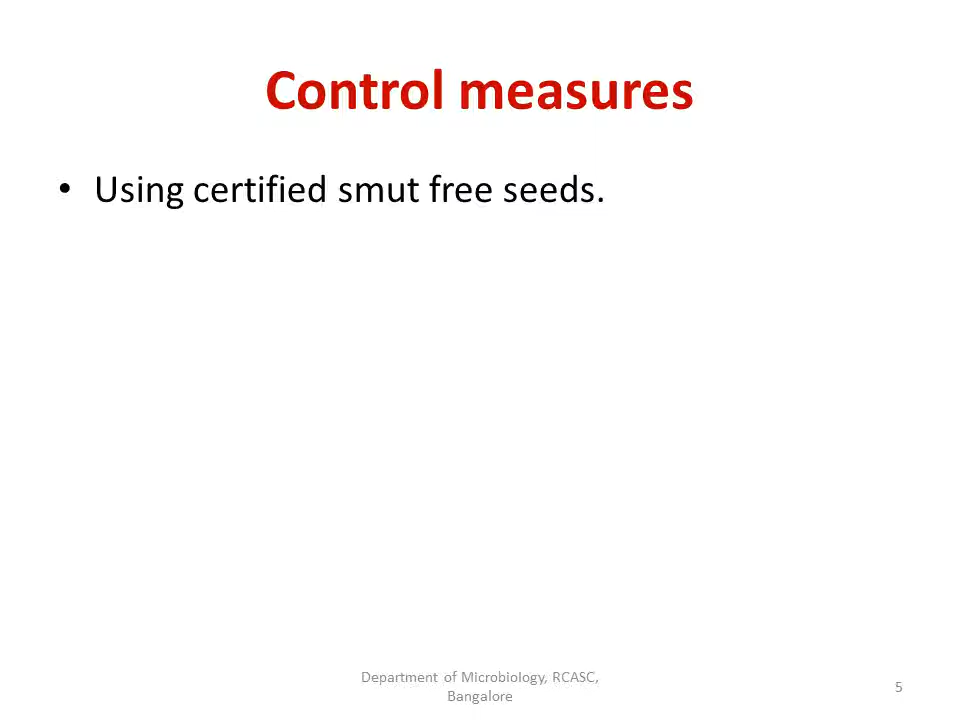 Control measures
• Using certified smut free seeds.
Department of Microbiology, RCASC,
Bangalore
5